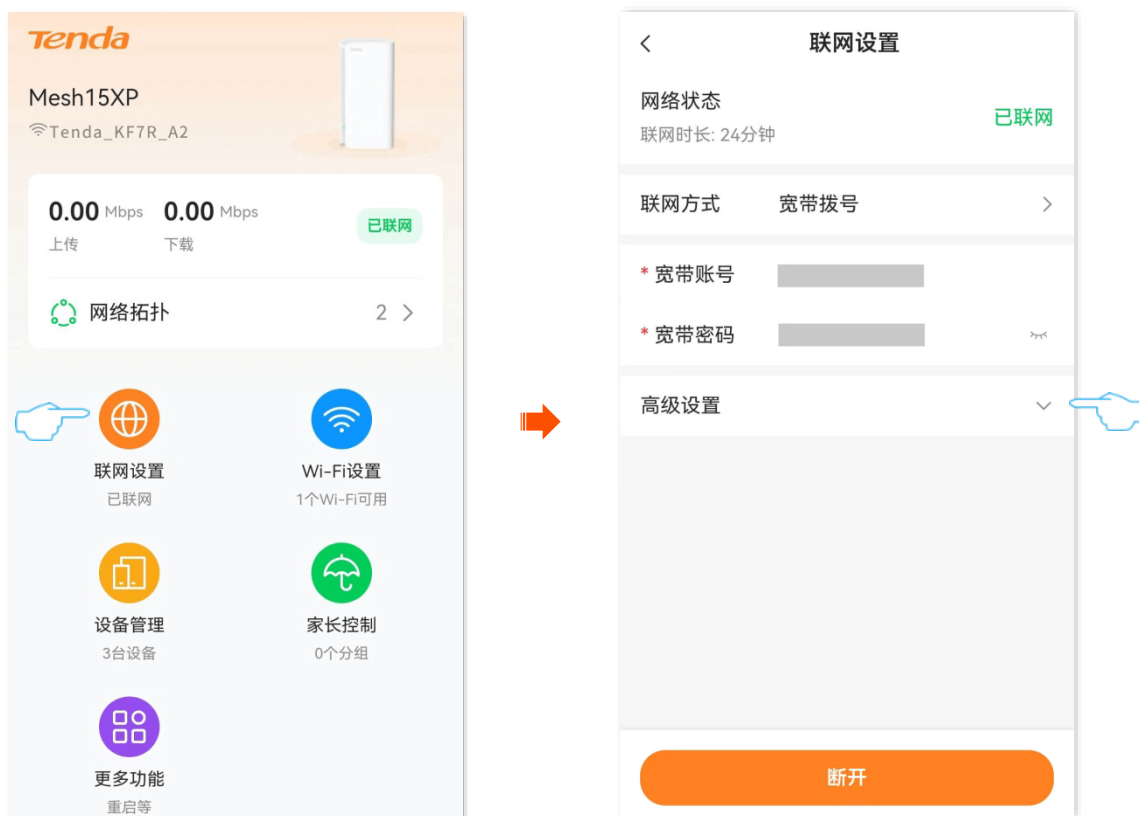 Tenda
Mesh15XP
Tenda_KF7R_A2
0.00 Mbps 0.00 Mbps
上传 下载
已联网
网络拓扑 2
联网设置 Wi-Fi设置
已联网 1个Wi-Fi可用
设备管理 家长控制
3台设备 0个分组
更多功能
重启等
联网设置
网络状态
联网时长: 24分钟
已联网
联网方式 宽带拨号
* 宽带账号
* 宽带密码
高级设置
断开